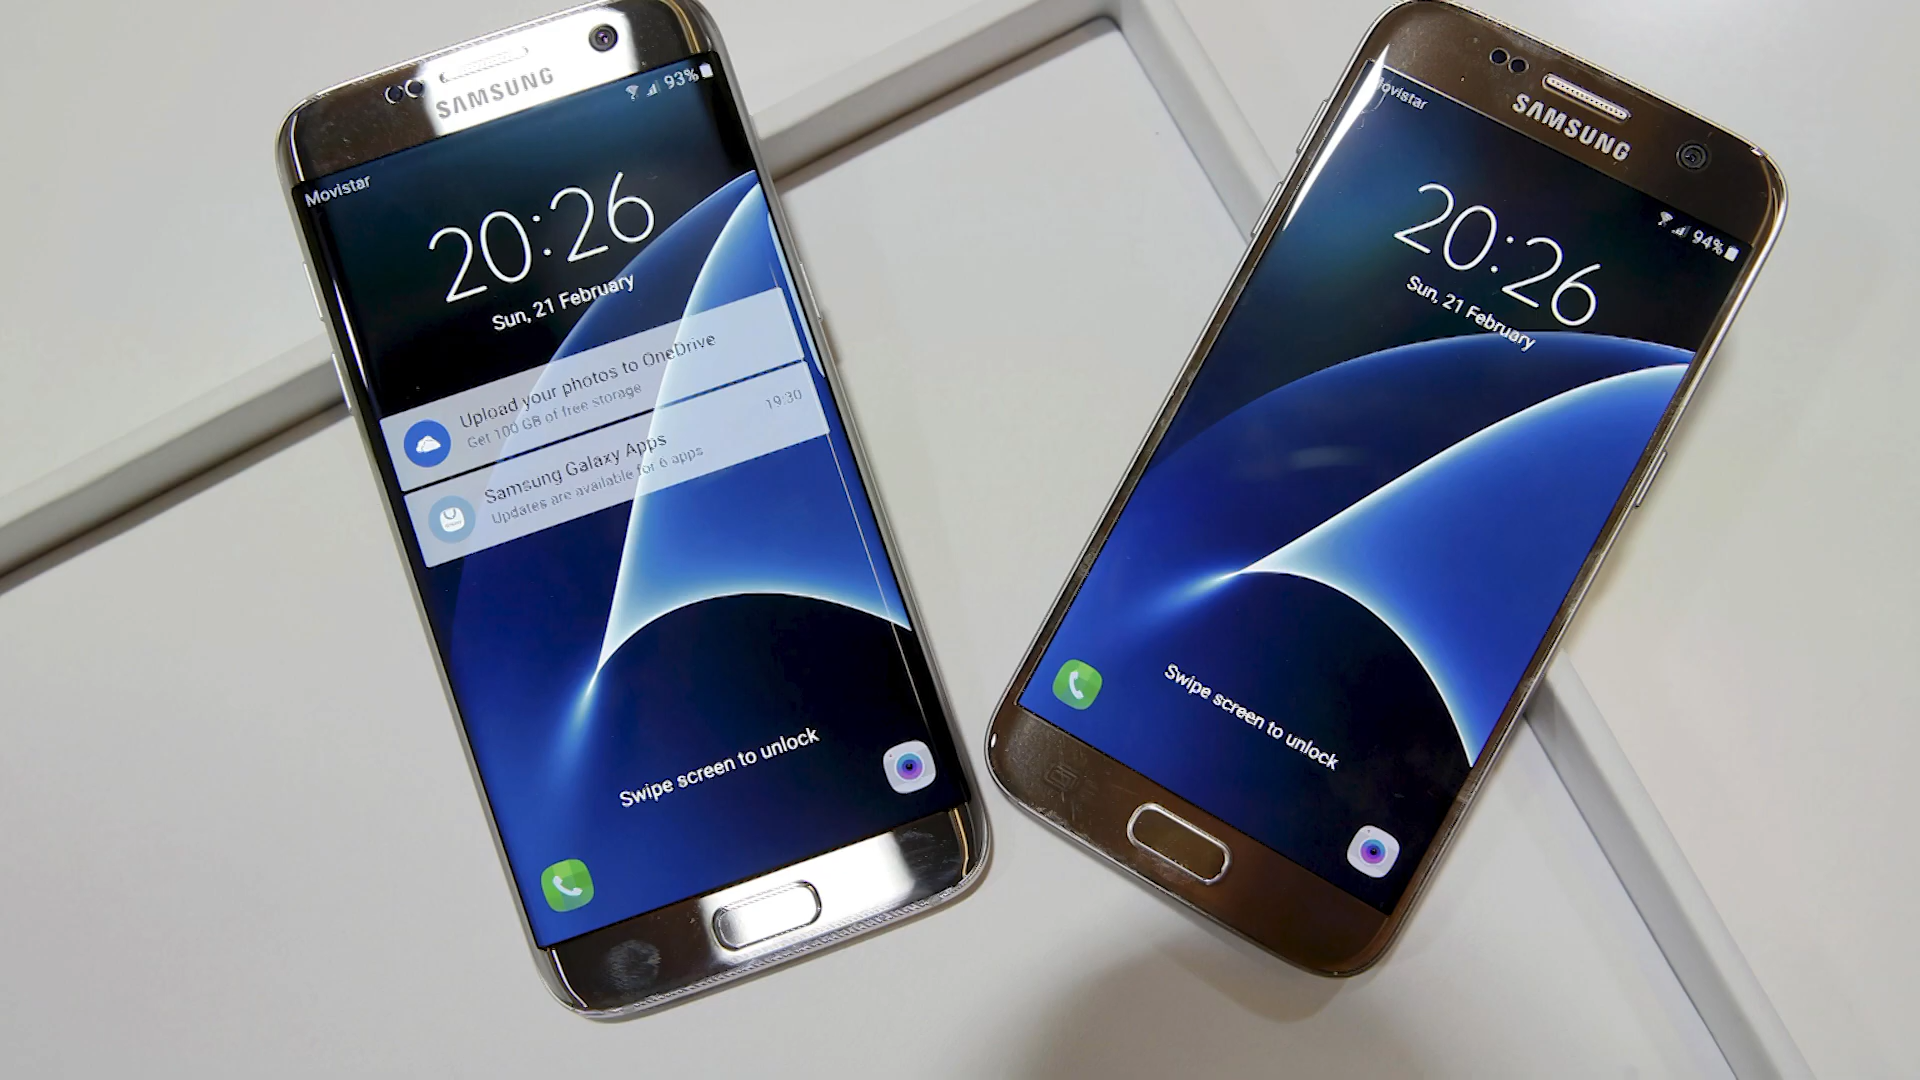 SAMSUNG
93%
Movistar
20:26
Sun, 21 February
Upload your photos to OneDrive
Get 100 GB of free storage
Samsung Galaxy Apps
19:30
Updates are available for 6 apps
Swipe screen to unlock
SAMSUNG
Movistar
94%
20:26
Sun, 21 February
Swipe screen to unlock